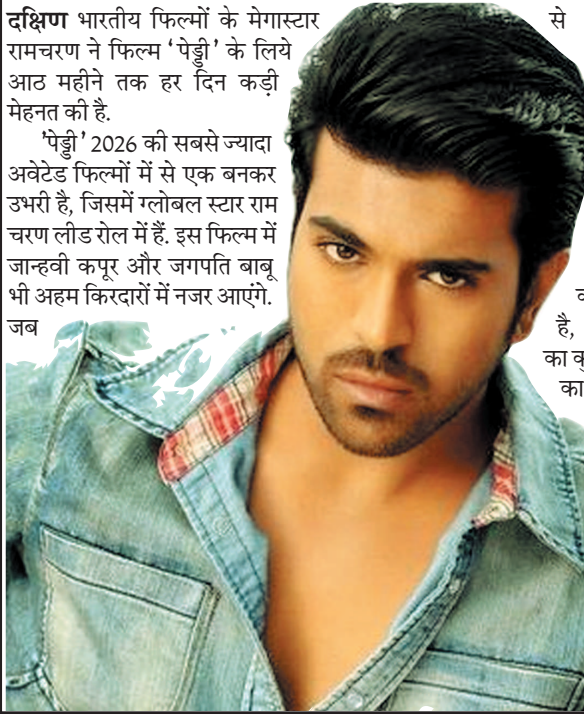 दक्षिण भारतीय फिल्मों के मेगास्टार
रामचरण ने फिल्म ‘पेड्डी’ के लिये
आठ महीने तक हर दिन कड़ी
मेहनत की है.
'पेड्डी' 2026 की सबसे ज्यादा
अवेटेड फिल्मों में से एक बनकर
उभरी है, जिसमें ग्लोबल स्टार राम
चरण लीड रोल में हैं. इस फिल्म में
जान्हवी कपूर और जगपति बाबू
भी अहम किरदारों में नजर आएंगे.
जब
से
है,
का
का